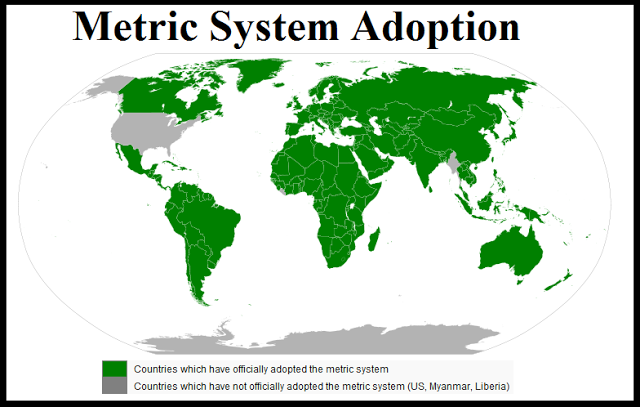 Metric System Adoption
Countries which have officially adopted the metric system
Countries which have not officially adopted the metric system (US, Myanmar, Liberia)